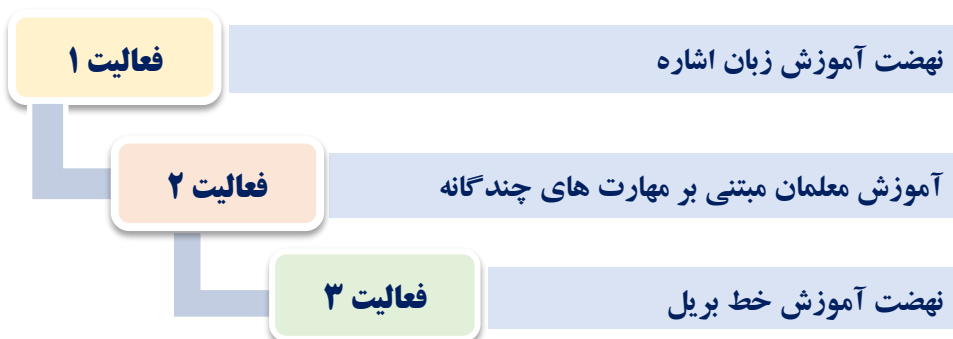 فعالیت ۱
نهضت آموزش زبان اشاره
فعالیت ۲
آموزش معلمان مبتنی بر مهارت های چندگانه
فعالیت ۳
نهضت آموزش خط بریل